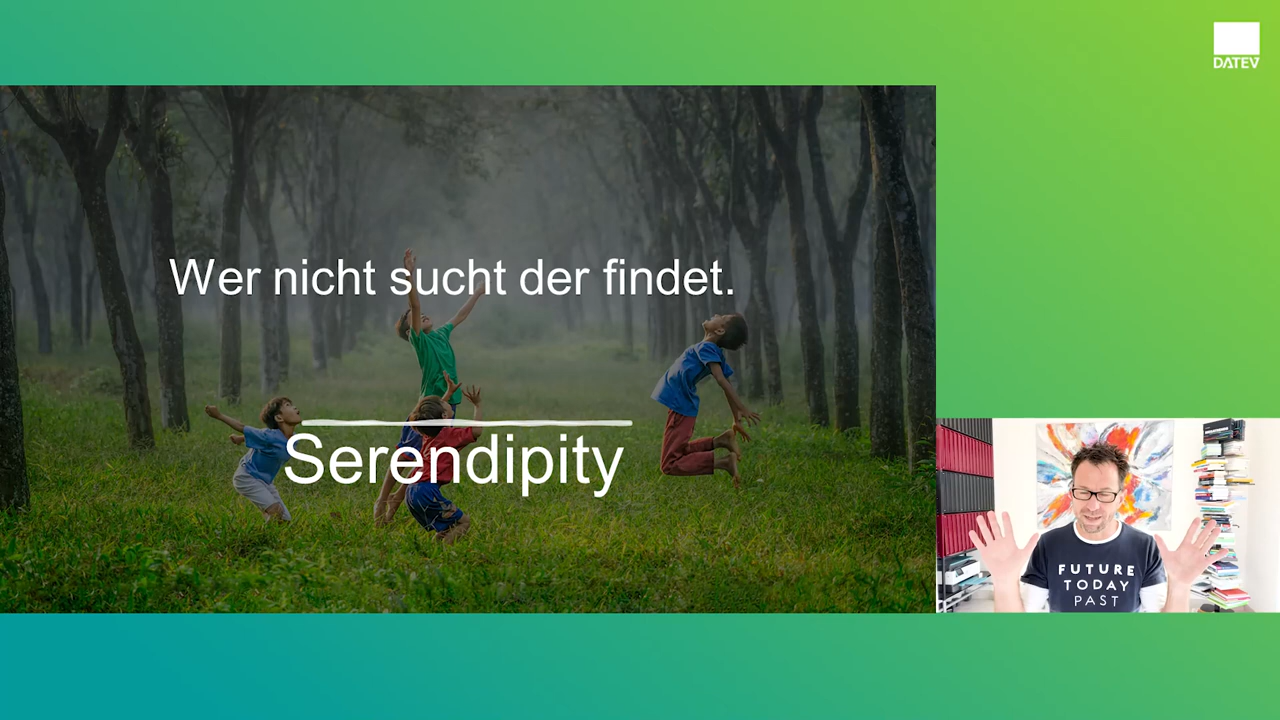 DATEV
Wer nicht sucht der findet.
Serendipity
FUTURE
TODAY
PAST